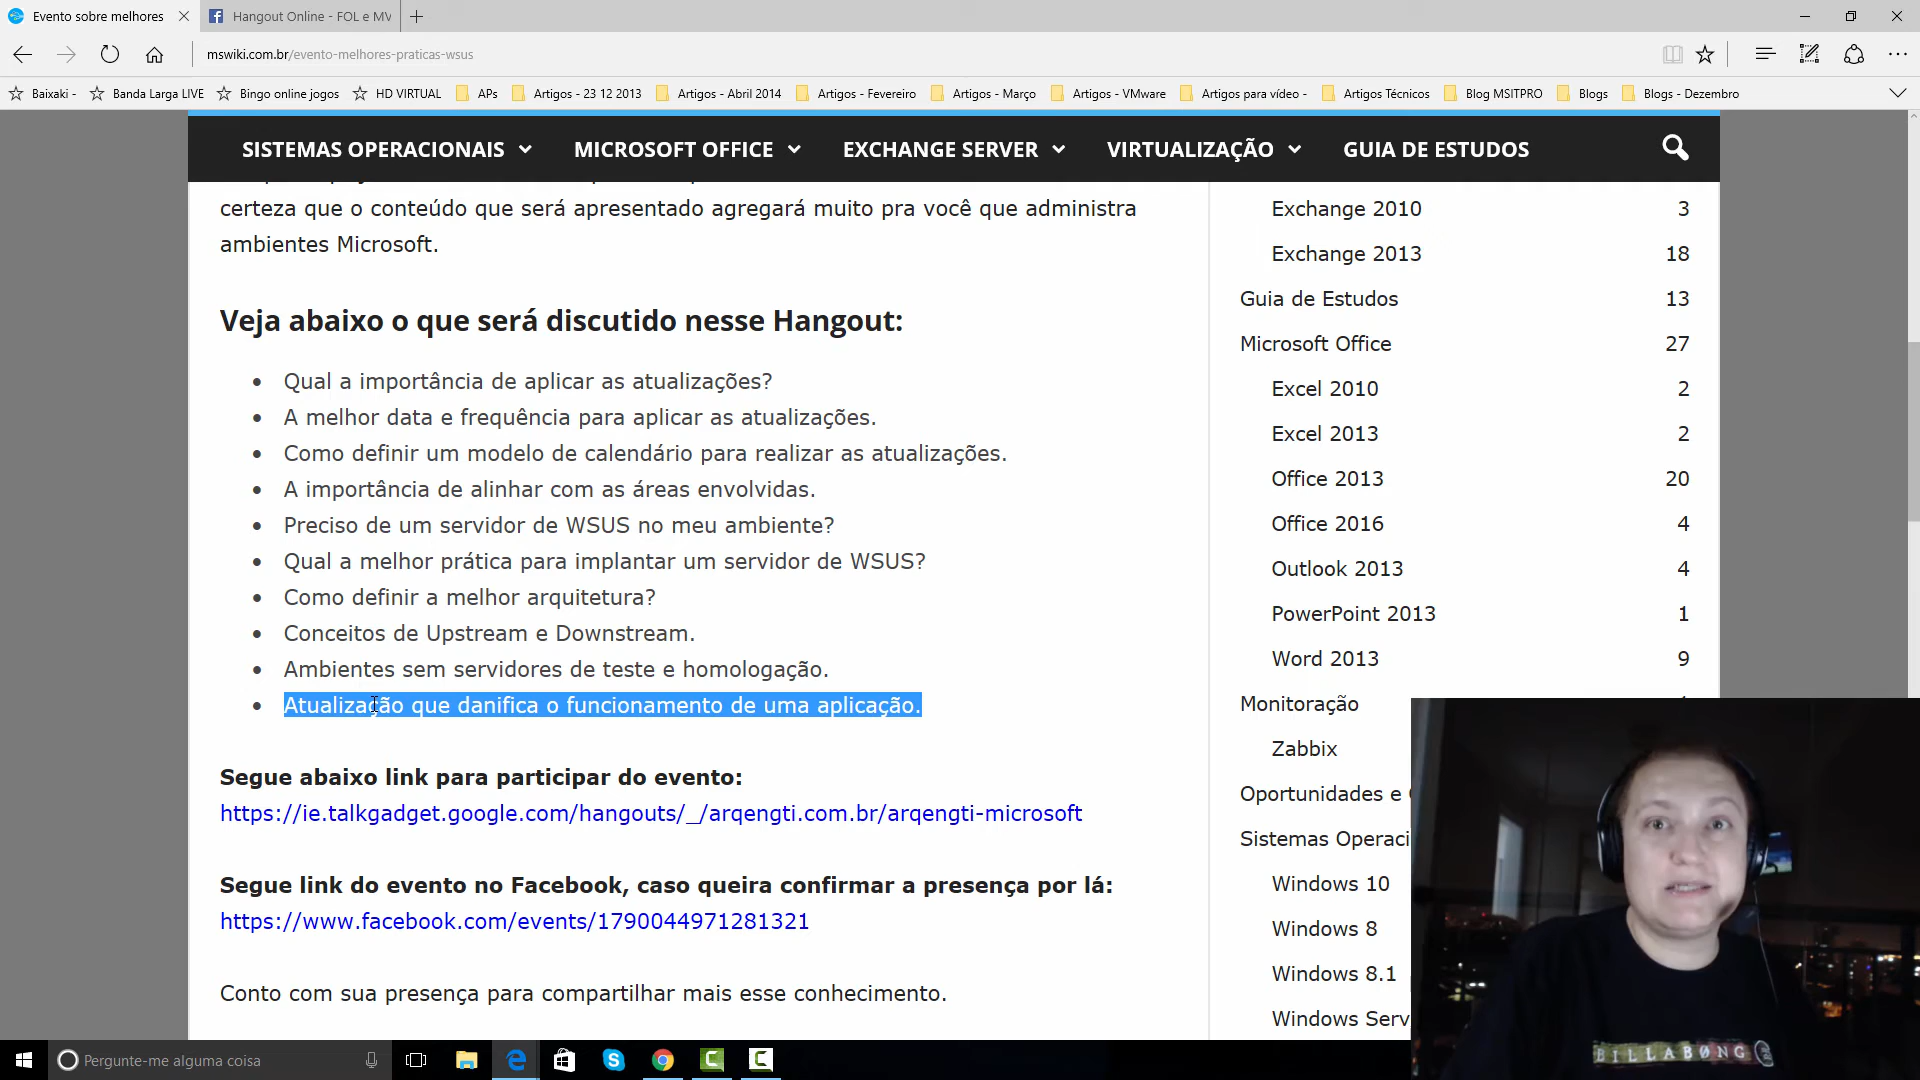 Evento sobre melhores
Hangout Online - FOL e MV
mswiki.com.br/evento-melhores-praticas-wsus
Baixaki -
Banda Larga LIVE
Bingo online jogos
HD VIRTUAL
APs
Artigos - 23 12 2013
Artigos - Abril 2014
Artigos - Fevereiro
Artigos - Março
Artigos - VMware
Artigos para vídeo -
Artigos Técnicos
Blog MSITPRO
Blogs
Blogs - Dezembro
SISTEMAS OPERACIONAIS
MICROSOFT OFFICE
EXCHANGE SERVER
VIRTUALIZAÇÃO
GUIA DE ESTUDOS
certeza que o conteúdo que será apresentado agregará muito pra você que administra
ambientes Microsoft.
Veja abaixo o que será discutido nesse Hangout:
• Qual a importância de aplicar as atualizações?
• A melhor data e frequência para aplicar as atualizações.
• Como definir um modelo de calendário para realizar as atualizações.
• A importância de alinhar com as áreas envolvidas.
• Preciso de um servidor de WSUS no meu ambiente?
• Qual a melhor prática para implantar um servidor de WSUS?
• Como definir a melhor arquitetura?
• Conceitos de Upstream e Downstream.
• Ambientes sem servidores de teste e homologação.
• Atualização que danifica o funcionamento de uma aplicação.
Segue abaixo link para participar do evento:
https://ie.talkgadget.google.com/hangouts/_/arqengti.com.br/arqengti-microsoft
Segue link do evento no Facebook, caso queira confirmar a presença por lá:
https://www.facebook.com/events/1790044971281321
Conto com sua presença para compartilhar mais esse conhecimento.
Exchange 2010 3
Exchange 2013 18
Guia de Estudos 13
Microsoft Office 27
Excel 2010 2
Excel 2013 2
Office 2013 20
Office 2016 4
Outlook 2013 4
PowerPoint 2013 1
Word 2013 9
Monitoração
Zabbix
Oportunidades e
Sistemas Operaci
Windows 10
Windows 8
Windows 8.1
Windows Serv
BILLABONG
Pergunte-me alguma coisa